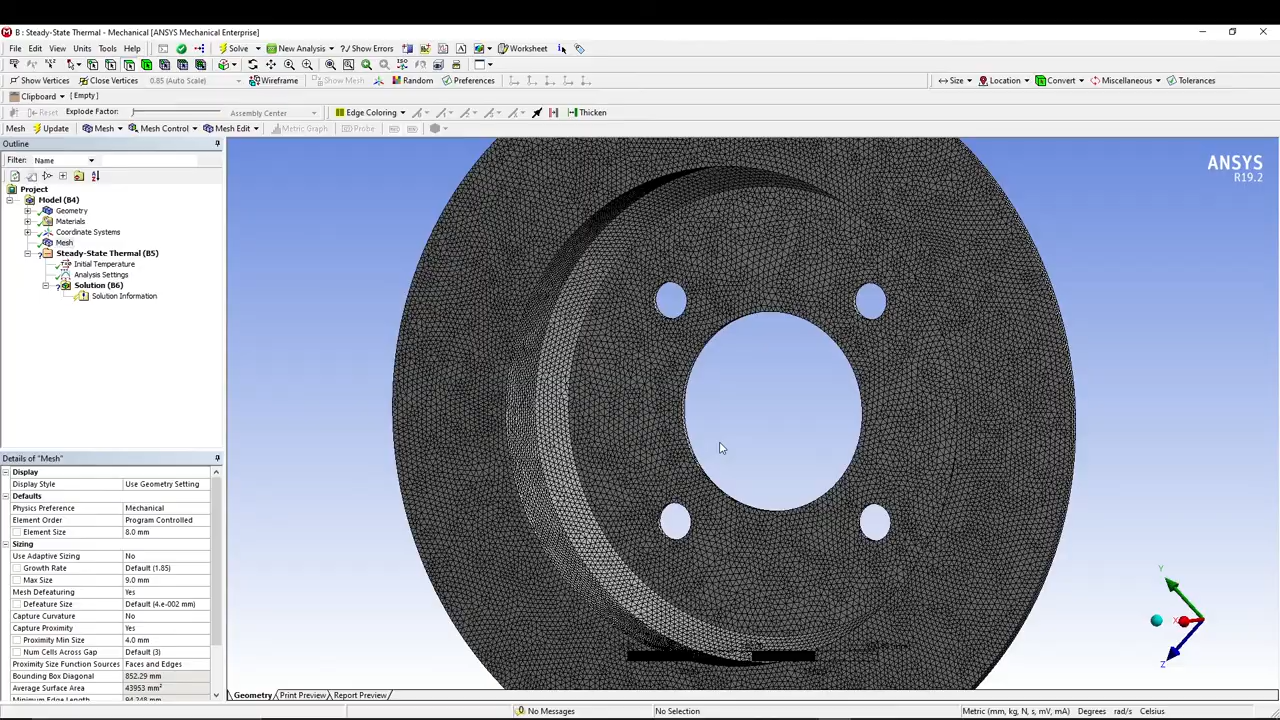 B : Steady-State Thermal - Mechanical [ANSYS Mechanical Enterprise]
File Edit View Units Tools Help Solve New Analysis ?/ Show Errors Worksheet
Show Vertices Close Vertices 0.85 (Auto Scale) Wireframe Show Mesh Random Preferences Size Location Convert Miscellaneous Tolerances
Clipboard [Empty]
Reset Explode Factor: Assembly Center Edge Coloring Thicken
Mesh Update Mesh Mesh Control Mesh Edit Metric Graph Probe
Outline
Filter: Name
Project
Model (B4)
Geometry
Materials
Coordinate Systems
Mesh
Steady-State Thermal (B5)
Initial Temperature
Analysis Settings
Solution (B6)
Solution Information
ANSYS
R19.2
Details of "Mesh"
Display
Display Style Use Geometry Setting
Defaults
Physics Preference Mechanical
Element Order Program Controlled
Element Size 8.0 mm
Sizing
Use Adaptive Sizing No
Growth Rate Default (1.85)
Max Size 9.0 mm
Mesh Defeaturing Yes
Defeature Size Default (4.e-002 mm)
Capture Curvature No
Capture Proximity Yes
Proximity Min Size 4.0 mm
Num Cells Across Gap Default (3)
Proximity Size Function Sources Faces and Edges
Bounding Box Diagonal 852.29 mm
Average Surface Area 43953 mm²
Minimum Edge Length 94.248 mm
Y
X
Z
Geometry Print Preview Report Preview
No Messages No Selection Metric (mm, kg, N, s, mV, mA) Degrees rad/s Celsius